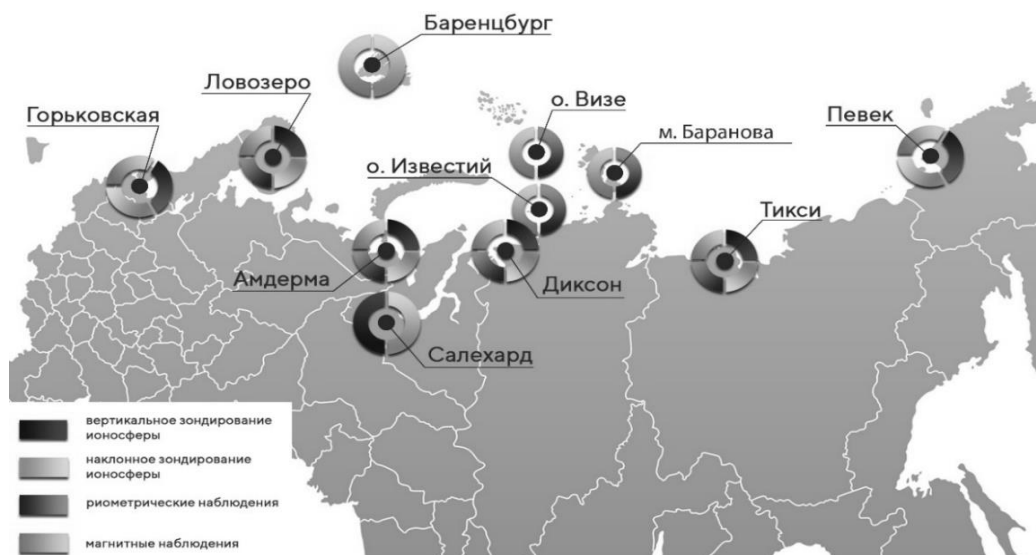 Баренцбург
Ловозеро
Горьковская
о. Визе
м. Баранова
Певек
о. Известий
Тикси
Амдерма
Диксон
Салехард
вертикальное зондирование
ионосферы
наклонное зондирование
ионосферы
риометрические наблюдения
магнитные наблюдения